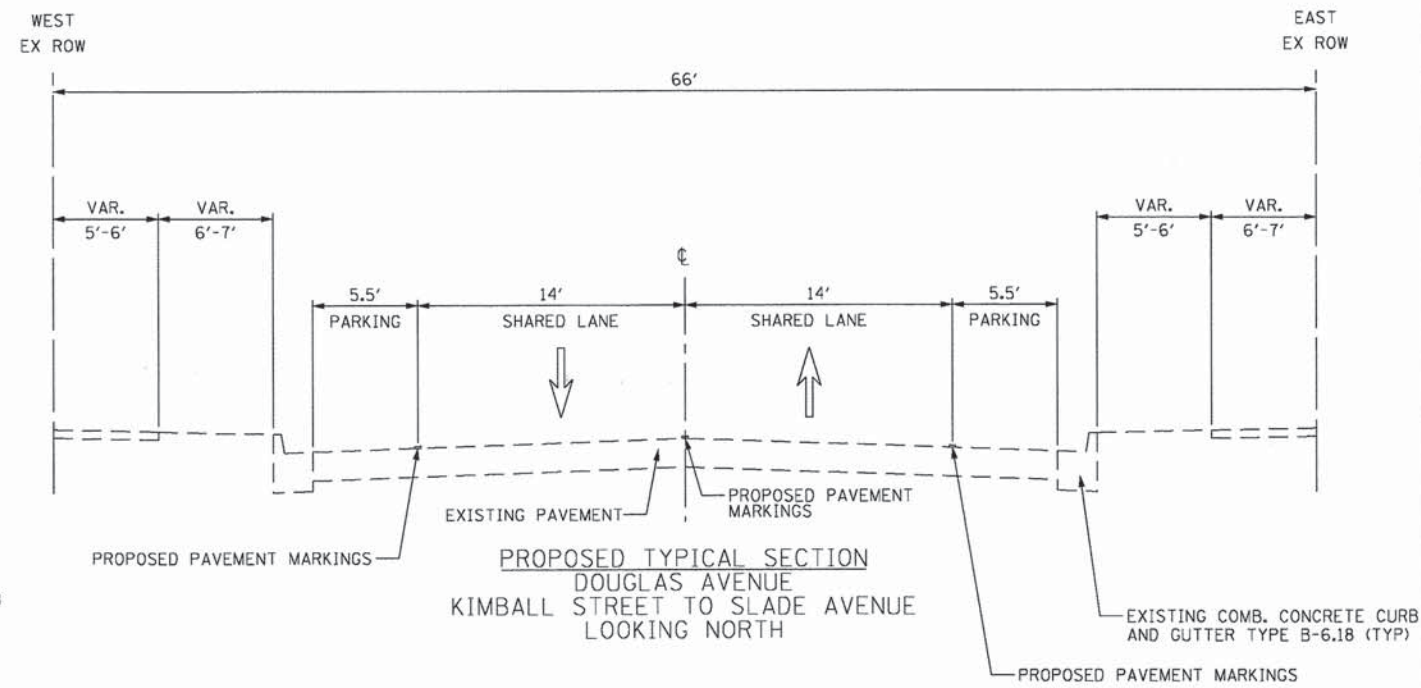 WEST
EX ROW
EAST
EX ROW
66'
VAR.
5'-6'
VAR.
6'-7'
VAR.
5'-6'
VAR.
6'-7'
℄
5.5'
PARKING
14'
SHARED LANE
14'
SHARED LANE
5.5'
PARKING
EXISTING PAVEMENT
PROPOSED PAVEMENT
MARKINGS
PROPOSED PAVEMENT MARKINGS
PROPOSED TYPICAL SECTION
DOUGLAS AVENUE
KIMBALL STREET TO SLADE AVENUE
LOOKING NORTH
EXISTING COMB. CONCRETE CURB
AND GUTTER TYPE B-6.18 (TYP)
PROPOSED PAVEMENT MARKINGS